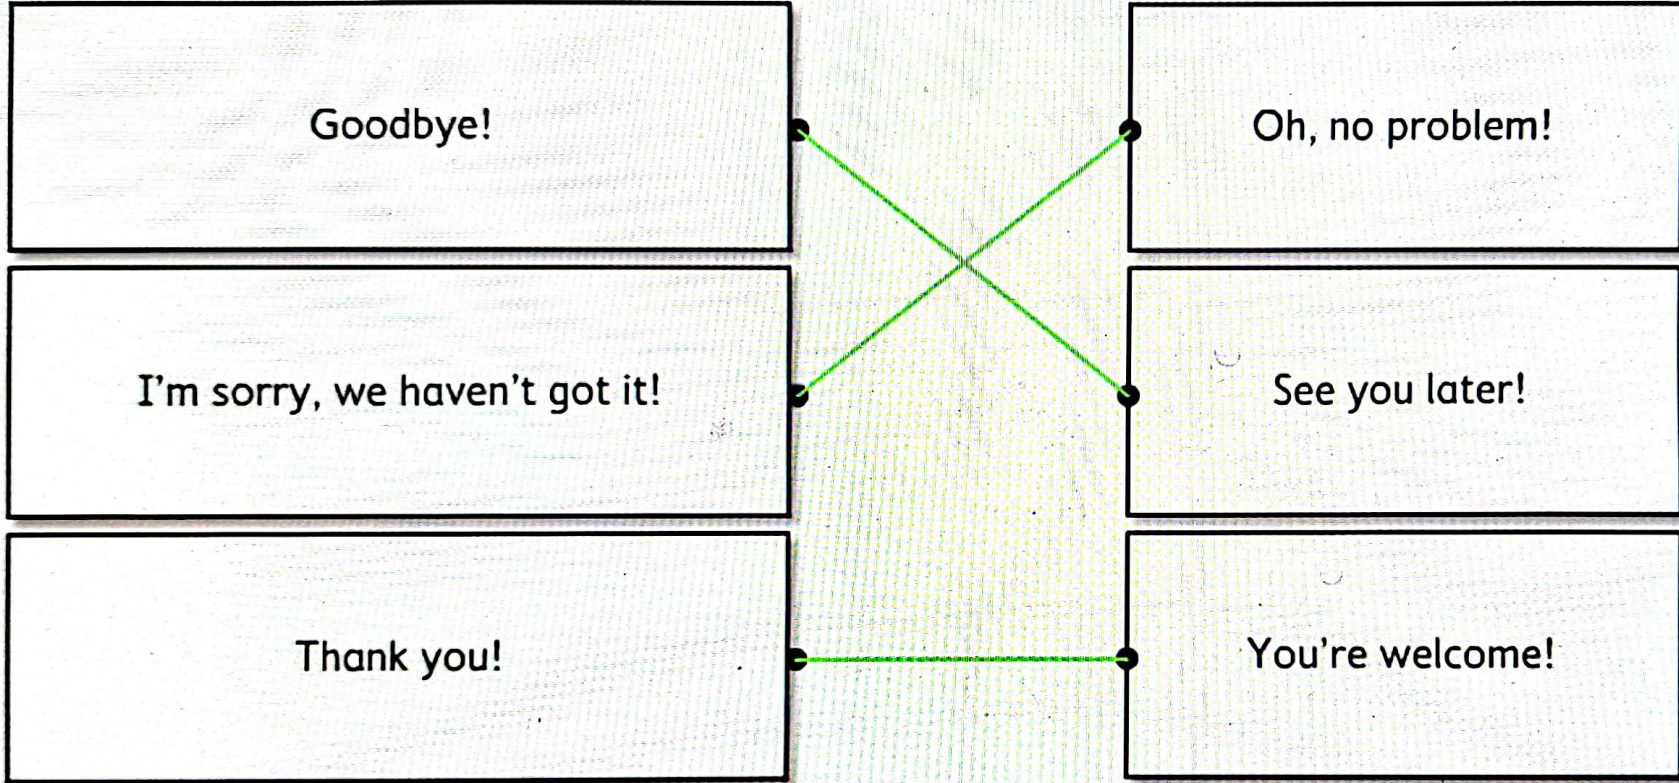 Goodbye!
Oh, no problem!
I'm sorry, we haven't got it!
See you later!
Thank you!
You're welcome!